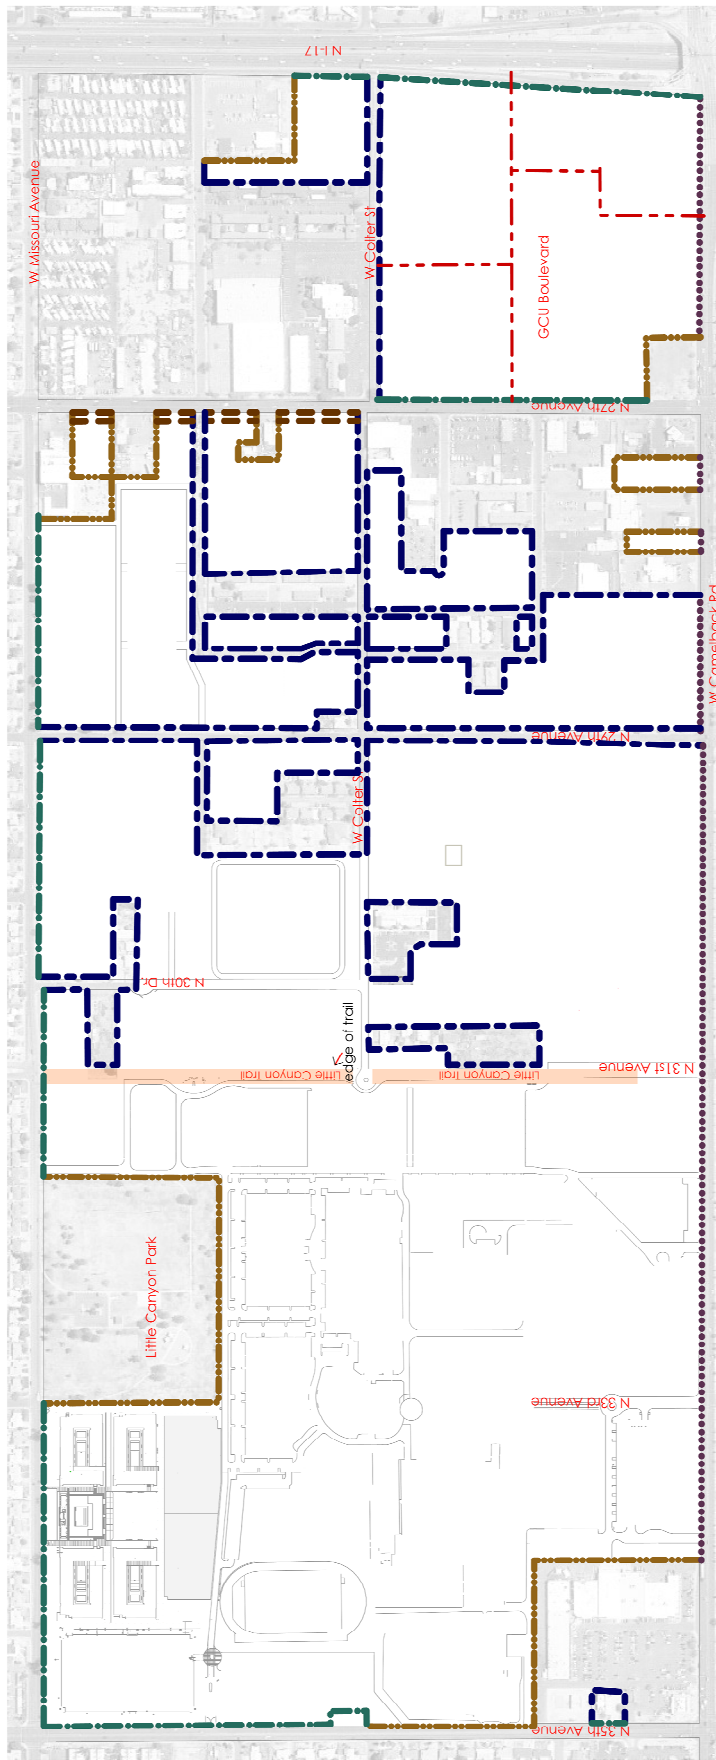 N I-17
W Missouri Avenue
W Colter St
GCU Boulevard
N 27th Avenue
W Camelback Rd
N 29th Avenue
W Colter St
N 30th Dr.
edge of trail
N 31st Avenue
Little Canyon Trail
Little Canyon Trail
Little Canyon Park
N 33rd Avenue
N 35th Avenue